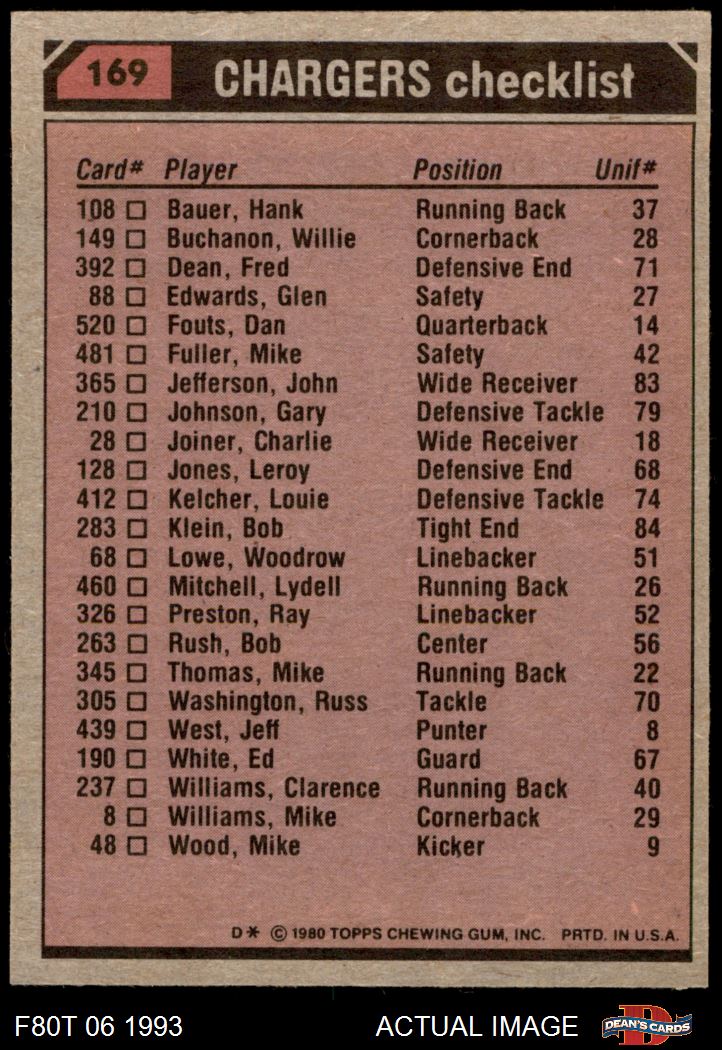 169 CHARGERS checklist
Card# Player Position Unif#
108 Bauer, Hank Running Back 37
149 Buchanon, Willie Cornerback 28
392 Dean, Fred Defensive End 71
88 Edwards, Glen Safety 27
520 Fouts, Dan Quarterback 14
481 Fuller, Mike Safety 42
365 Jefferson, John Wide Receiver 83
210 Johnson, Gary Defensive Tackle 79
28 Joiner, Charlie Wide Receiver 18
128 Jones, Leroy Defensive End 68
412 Kelcher, Louie Defensive Tackle 74
283 Klein, Bob Tight End 84
68 Lowe, Woodrow Linebacker 51
460 Mitchell, Lydell Running Back 26
326 Preston, Ray Linebacker 52
263 Rush, Bob Center 56
345 Thomas, Mike Running Back 22
305 Washington, Russ Tackle 70
439 West, Jeff Punter 8
190 White, Ed Guard 67
237 Williams, Clarence Running Back 40
8 Williams, Mike Cornerback 29
48 Wood, Mike Kicker 9
D* © 1980 TOPPS CHEWING GUM, INC. PRTD. IN U.S.A.
F80T 06 1993 ACTUAL IMAGE DEAN'S CARDS